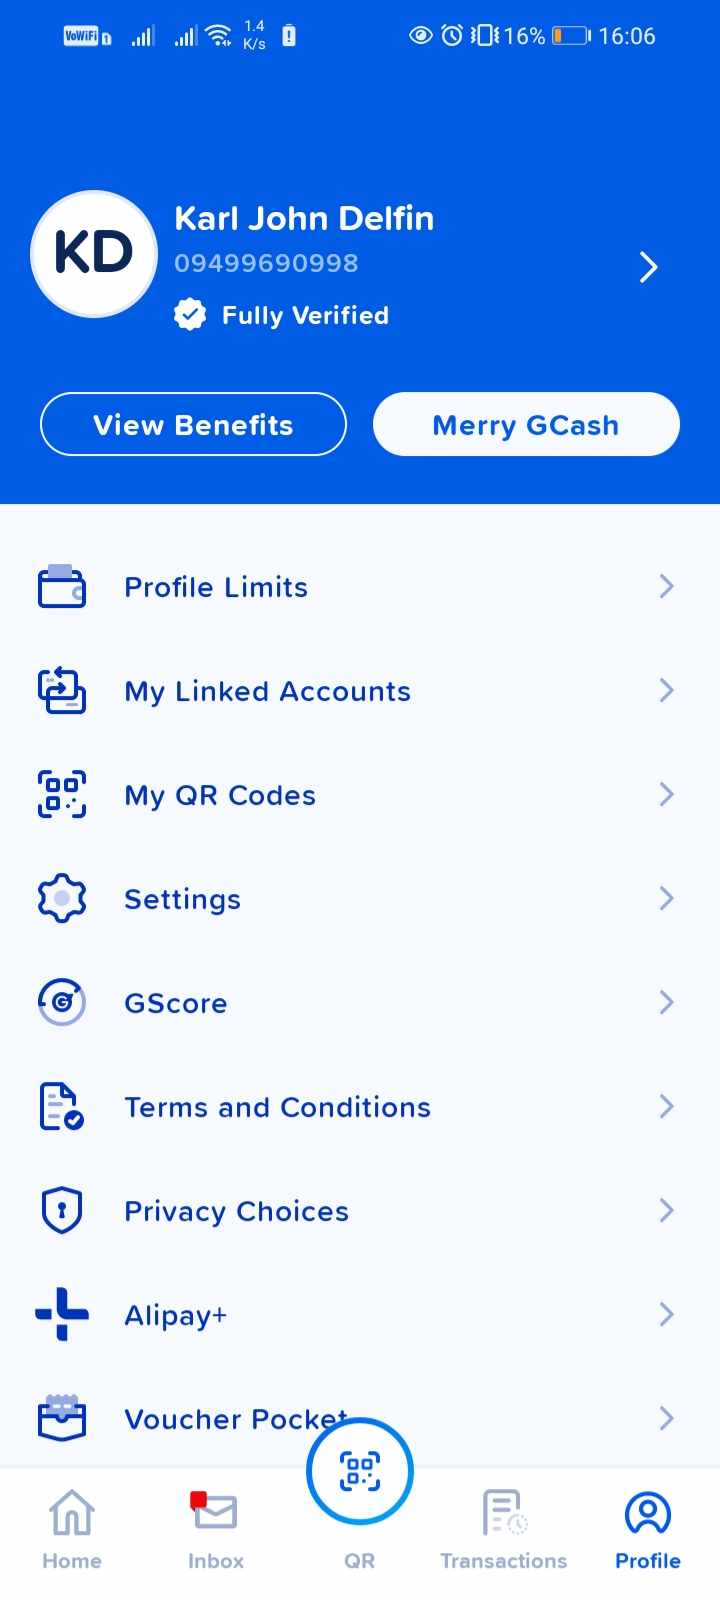 VoWiFi 1 1.4 K/s 16% 16:06
KD
Karl John Delfin
09499690998
Fully Verified
View Benefits Merry GCash
Profile Limits
My Linked Accounts
My QR Codes
Settings
GScore
Terms and Conditions
Privacy Choices
Alipay+
Voucher Pocket
Home Inbox QR Transactions Profile